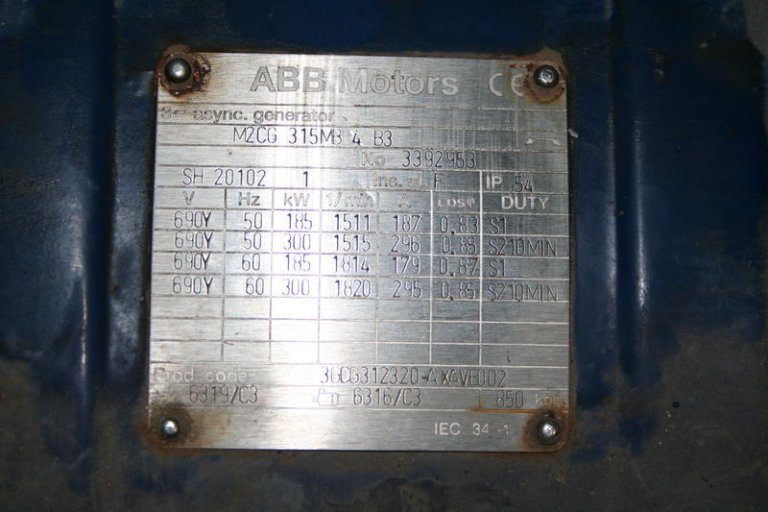 ABB Motors CE
3~ async. generator
M2CG 315MB 4 B3
No 3392953
SH 20102 1 Ins. cl. F IP 54
V Hz kW 1/min A cosφ DUTY
690Y 50 185 1511 187 0.83 S1
690Y 50 300 1515 296 0.85 S210MIN
690Y 60 185 1814 179 0.87 S1
690Y 60 300 1820 295 0.85 S210MIN
Prod. code 3GCG312320-AXAVE002
6319/C3 6316/C3 850 kg
IEC 34-1